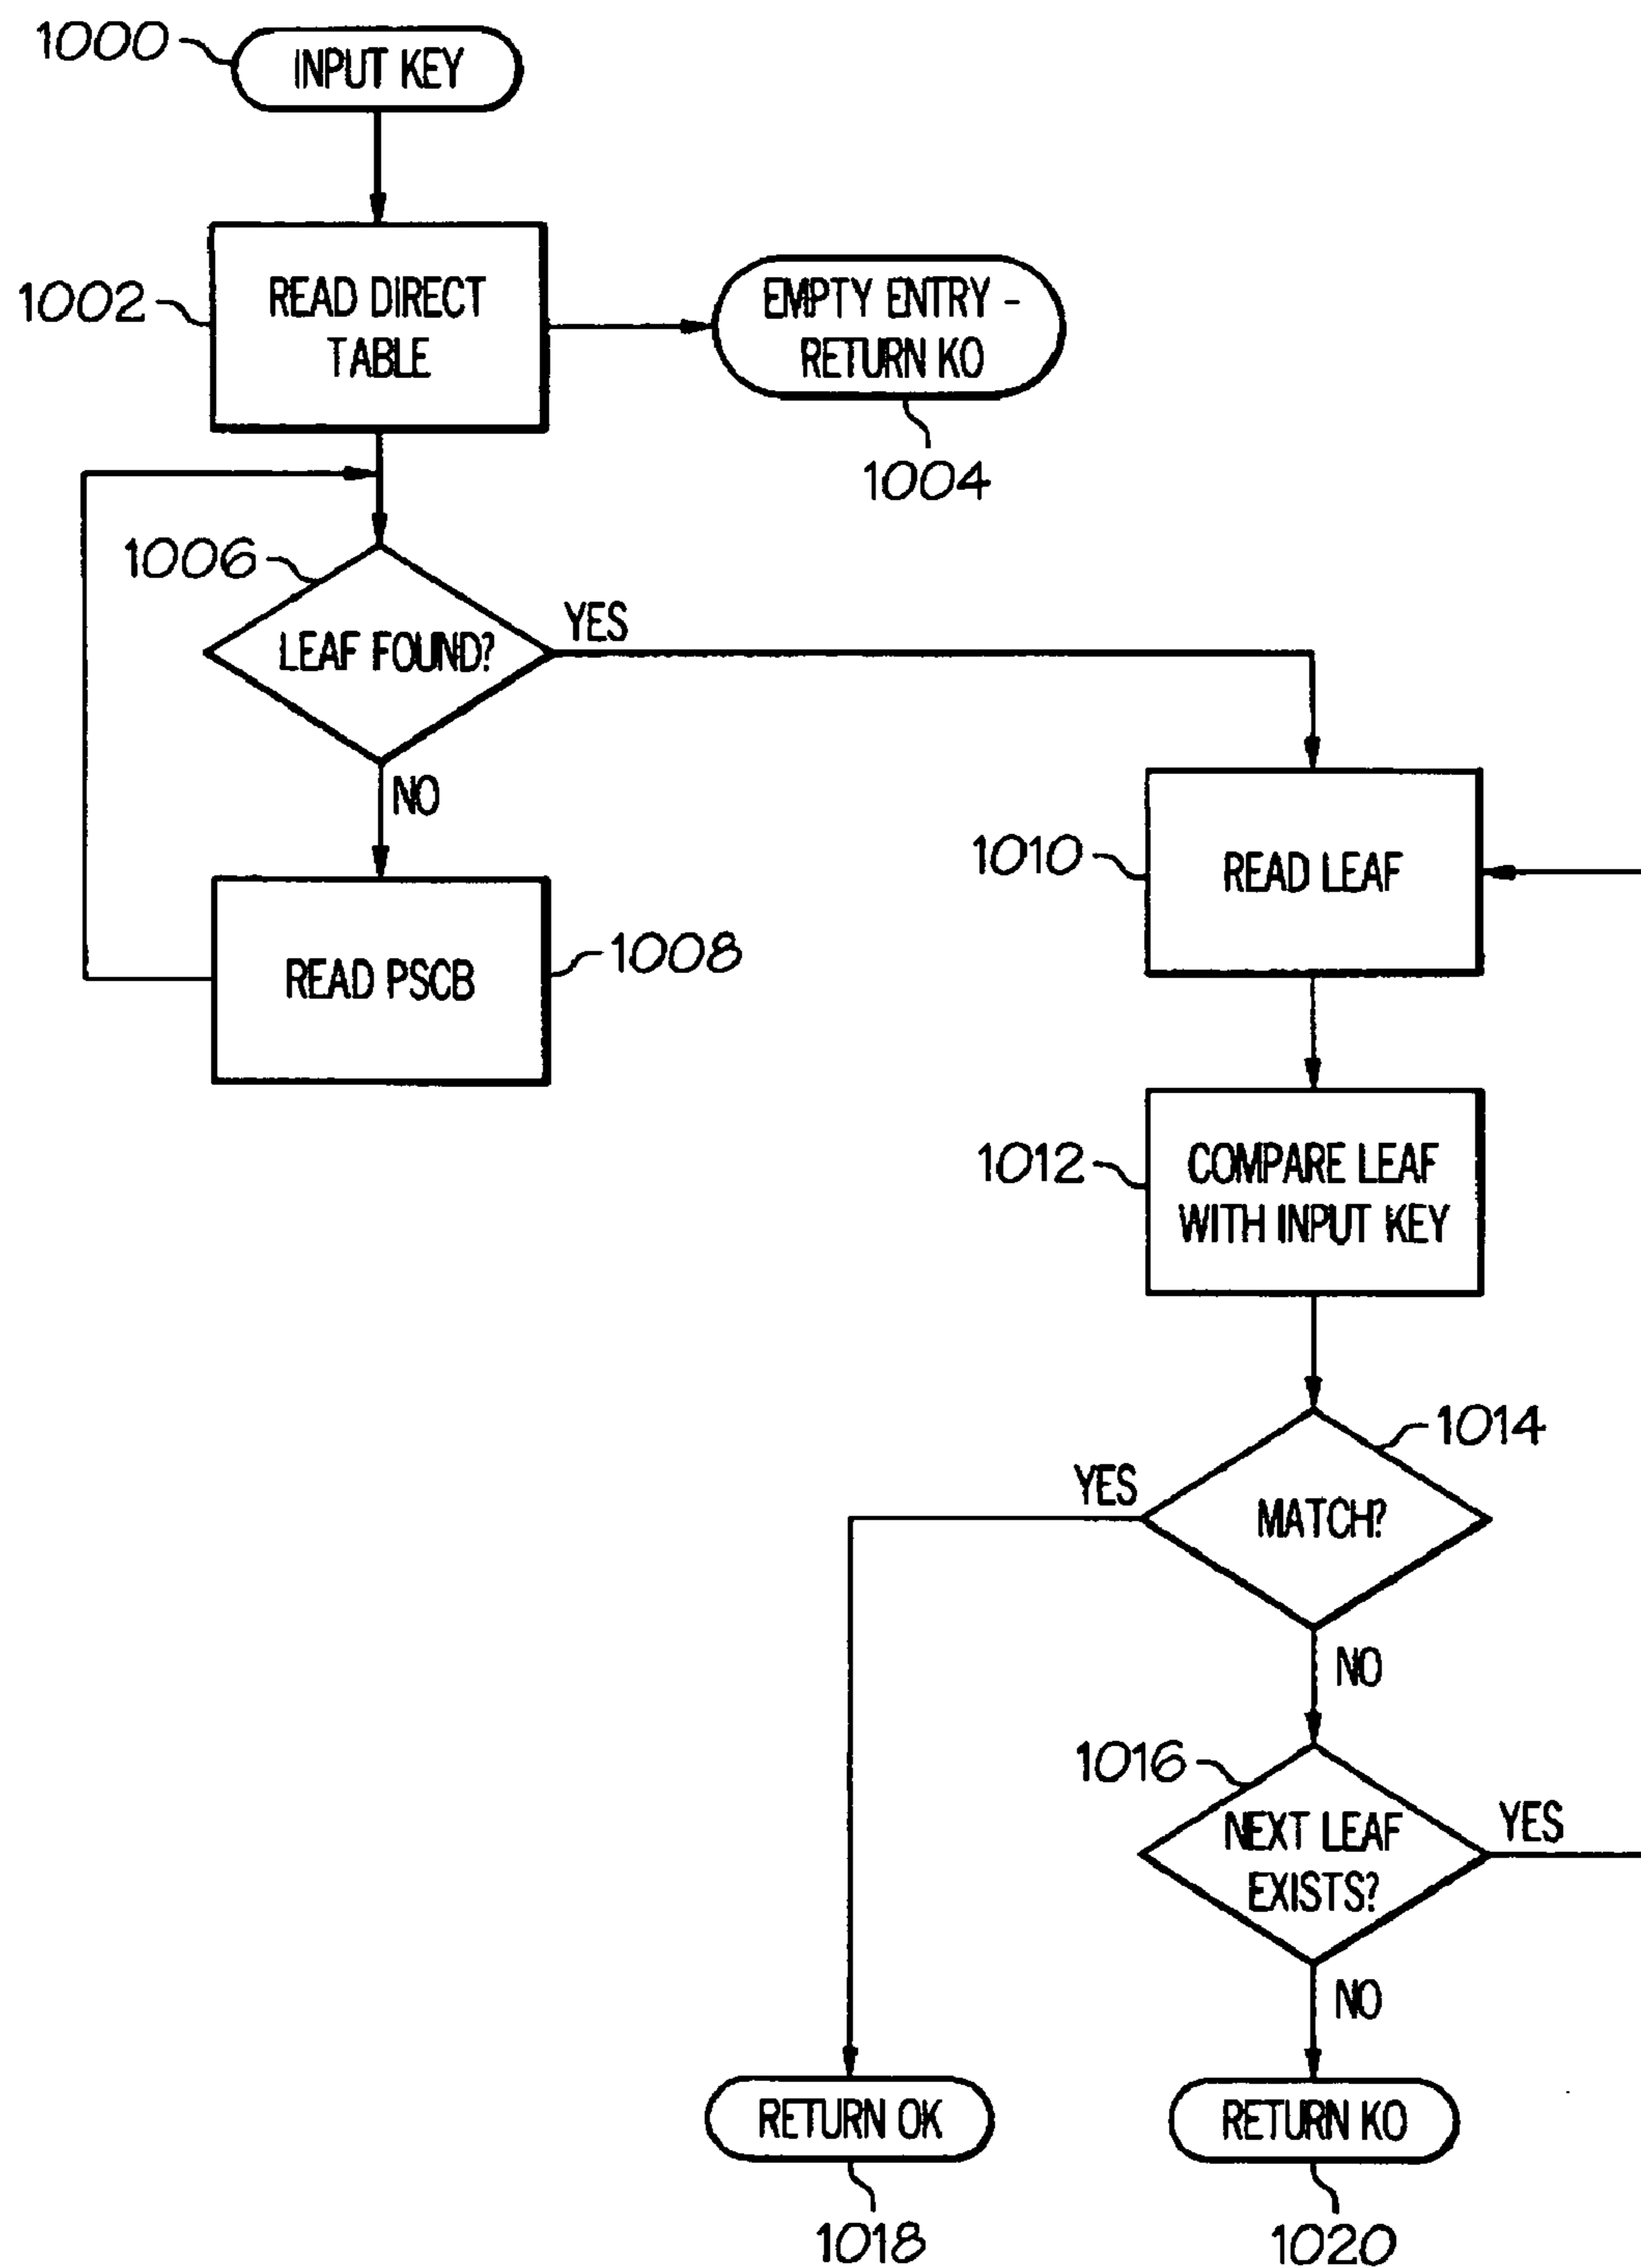 1000
INPUT KEY
1002
READ DIRECT
TABLE
EMPTY ENTRY -
RETURN KO
1004
1006
LEAF FOUND?
YES
NO
READ PSCB
1008
1010
READ LEAF
1012
COMPARE LEAF
WITH INPUT KEY
1014
MATCH?
YES
NO
1016
NEXT LEAF
EXISTS?
YES
NO
RETURN OK
RETURN KO
1018
1020